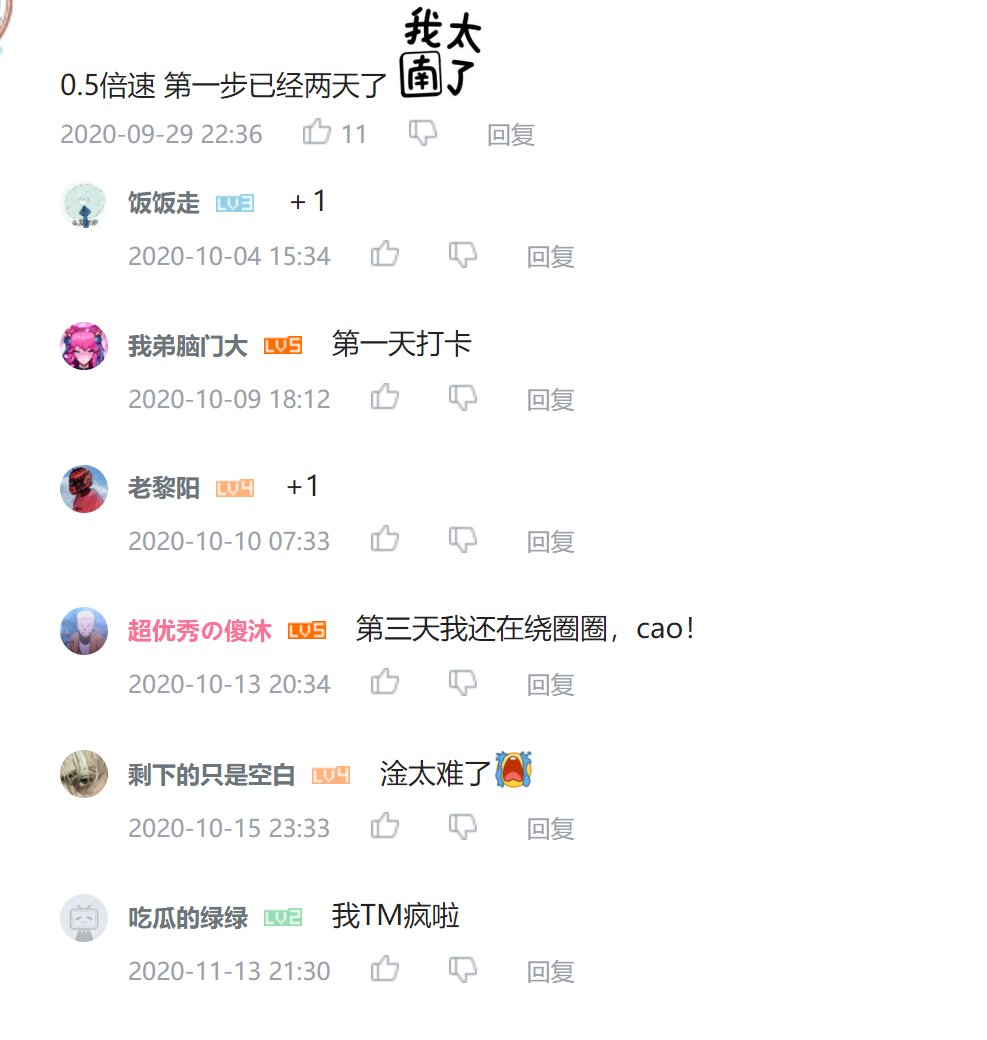 我太
南了
0.5倍速 第一步已经两天了
2020-09-29 22:36 11 回复
饭饭走 LV3 +1
2020-10-04 15:34 回复
我弟脑门大 LV5 第一天打卡
2020-10-09 18:12 回复
老黎阳 LV4 +1
2020-10-10 07:33 回复
超优秀の傻沐 LV5 第三天我还在绕圈圈，cao！
2020-10-13 20:34 回复
剩下的只是空白 LV4 淦太难了
2020-10-15 23:33 回复
吃瓜的绿绿 LV2 我TM疯啦
2020-11-13 21:30 回复